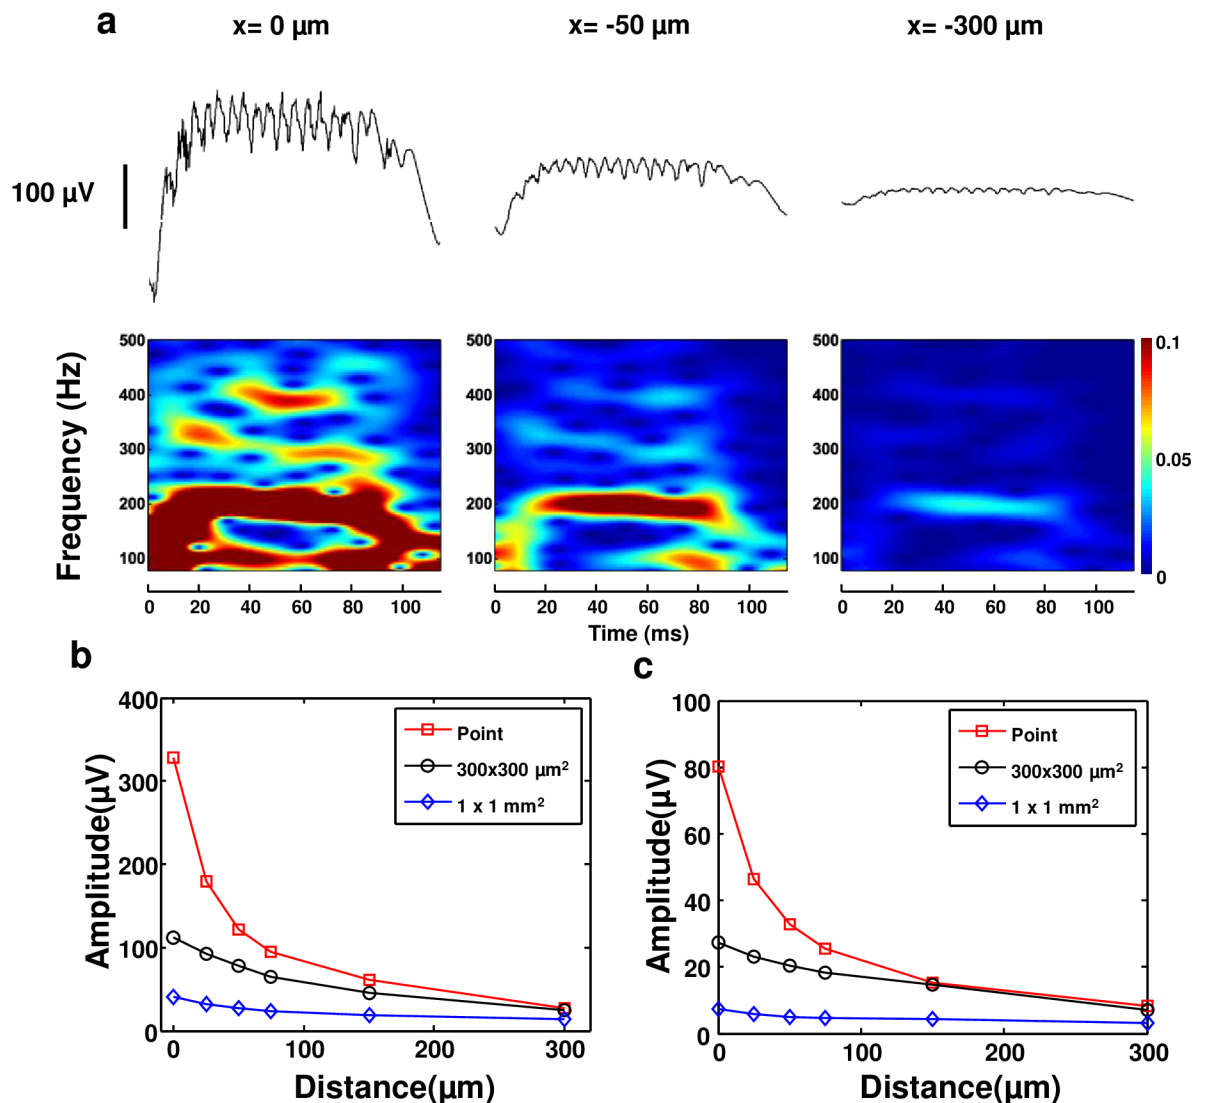 a
x= 0 µm
x= -50 µm
x= -300 µm
100 µV
Frequency (Hz)
500
400
300
200
100
500
400
300
200
100
500
400
300
200
100
0.1
0.05
0
0 20 40 60 80 100
0 20 40 60 80 100
0 20 40 60 80 100
Time (ms)
b
Amplitude(µV)
400
300
200
100
0
Point
300x300 µm²
1 x 1 mm²
0 100 200 300
Distance(µm)
c
Amplitude(µV)
100
80
60
40
20
0
Point
300x300 µm²
1 x 1 mm²
0 100 200 300
Distance(µm)